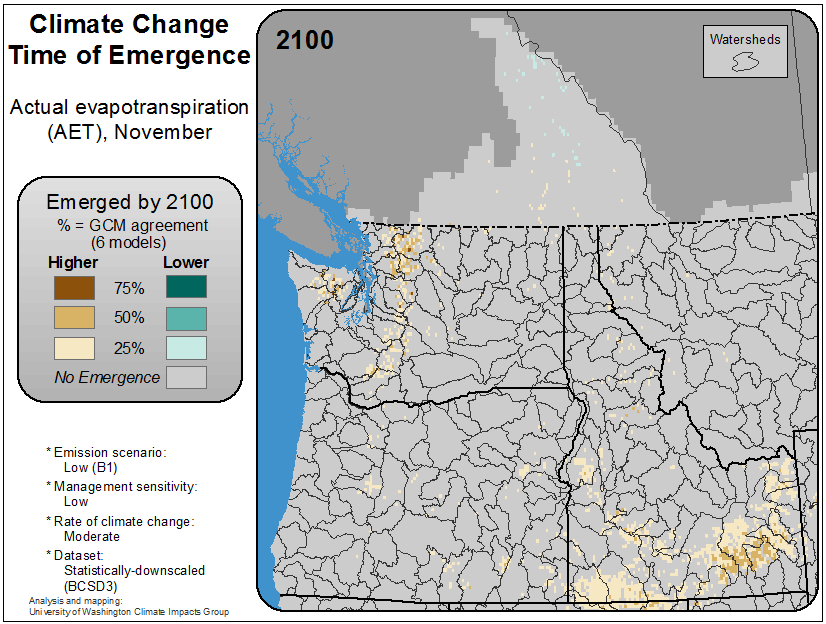 Climate Change
Time of Emergence
Actual evapotranspiration
(AET), November
Emerged by 2100
% = GCM agreement
(6 models)
Higher Lower
75%
50%
25%
No Emergence
* Emission scenario:
Low (B1)
* Management sensitivity:
Low
* Rate of climate change:
Moderate
* Dataset:
Statistically-downscaled
(BCSD3)
Analysis and mapping:
University of Washington Climate Impacts Group
2100
Watersheds